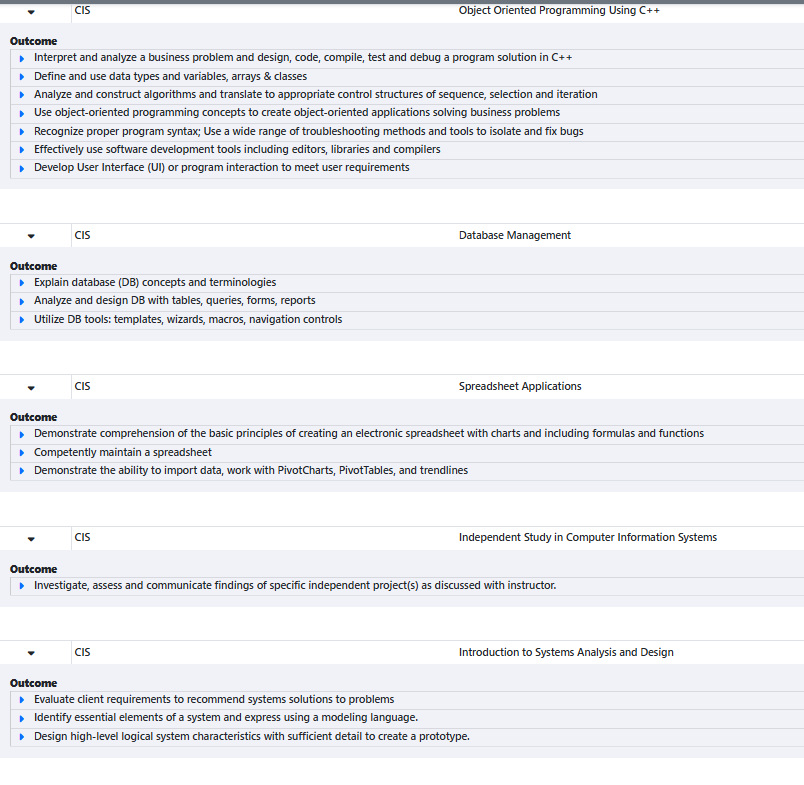 CIS Object Oriented Programming Using C++
Outcome
Interpret and analyze a business problem and design, code, compile, test and debug a program solution in C++
Define and use data types and variables, arrays & classes
Analyze and construct algorithms and translate to appropriate control structures of sequence, selection and iteration
Use object-oriented programming concepts to create object-oriented applications solving business problems
Recognize proper program syntax; Use a wide range of troubleshooting methods and tools to isolate and fix bugs
Effectively use software development tools including editors, libraries and compilers
Develop User Interface (UI) or program interaction to meet user requirements
CIS Database Management
Outcome
Explain database (DB) concepts and terminologies
Analyze and design DB with tables, queries, forms, reports
Utilize DB tools: templates, wizards, macros, navigation controls
CIS Spreadsheet Applications
Outcome
Demonstrate comprehension of the basic principles of creating an electronic spreadsheet with charts and including formulas and functions
Competently maintain a spreadsheet
Demonstrate the ability to import data, work with PivotCharts, PivotTables, and trendlines
CIS Independent Study in Computer Information Systems
Outcome
Investigate, assess and communicate findings of specific independent project(s) as discussed with instructor.
CIS Introduction to Systems Analysis and Design
Outcome
Evaluate client requirements to recommend systems solutions to problems
Identify essential elements of a system and express using a modeling language.
Design high-level logical system characteristics with sufficient detail to create a prototype.